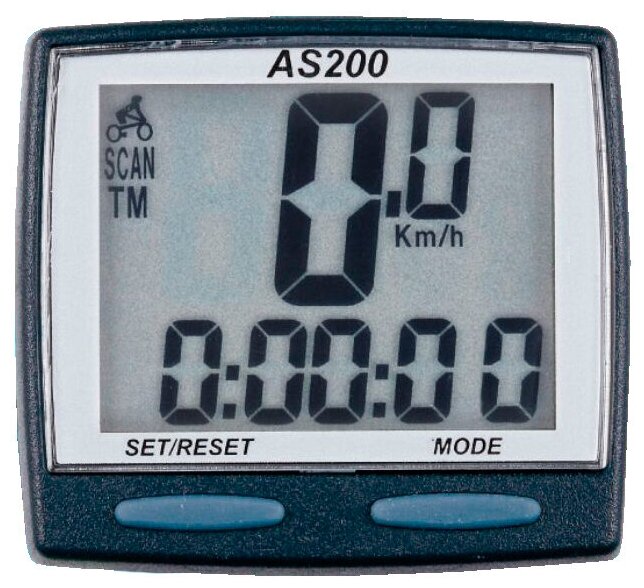 AS200
SCAN
TM
0.0
Km/h
0:00:00
SET/RESET MODE